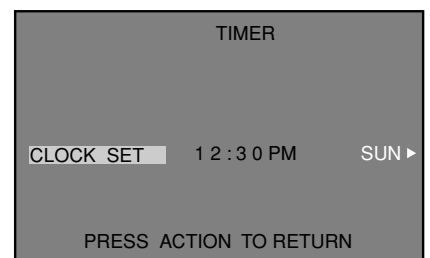 TIMER
CLOCK SET 12:30 PM SUN ▶
PRESS ACTION TO RETURN